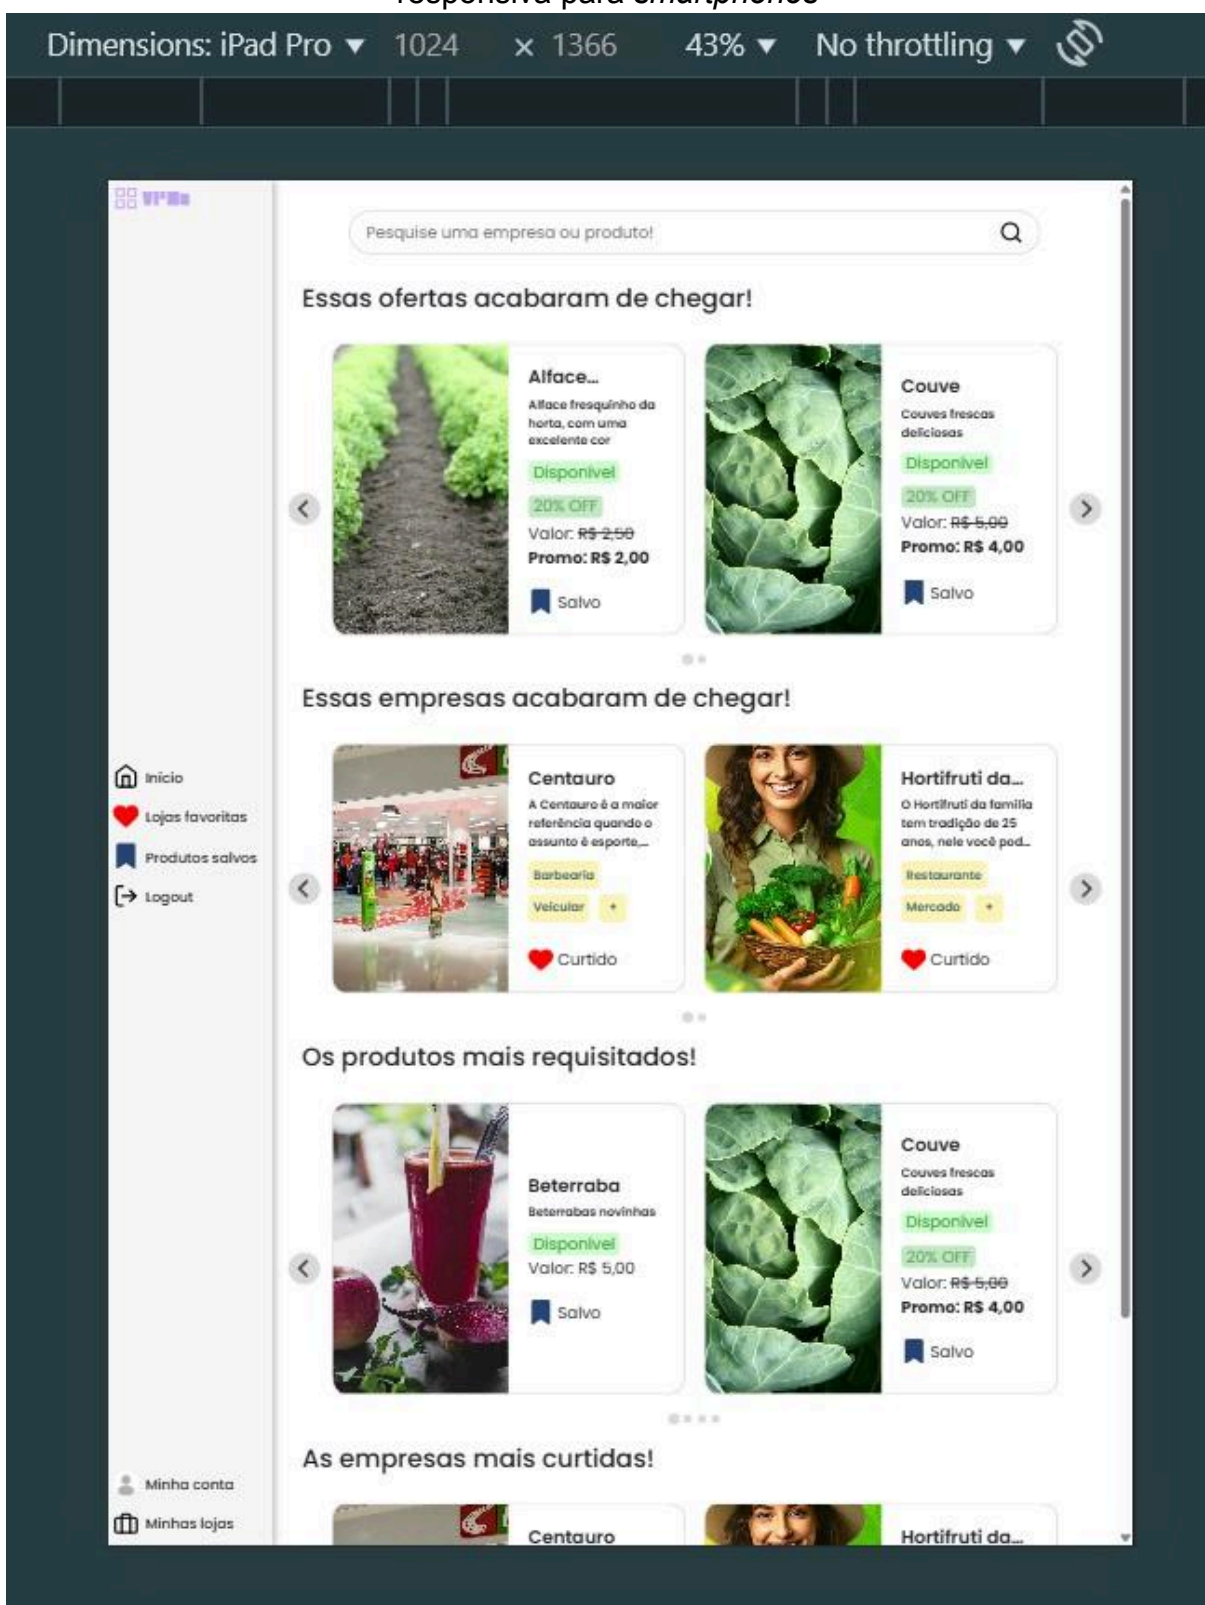 responsiva para smartphones
Dimensions: iPad Pro ▼ 1024 × 1366 43% ▼ No throttling ▼
Pesquise uma empresa ou produto!
Essas ofertas acabaram de chegar!
Alface...
Alface fresquinho da
horta, com uma
excelente cor
Disponível
20% OFF
Valor: R$ 2,50
Promo: R$ 2,00
Salvo
Couve
Couves frescas
deliciosas
Disponível
20% OFF
Valor: R$ 5,00
Promo: R$ 4,00
Salvo
Essas empresas acabaram de chegar!
Início
Lojas favoritas
Produtos salvos
Logout
Centauro
A Centauro é a maior
referência quando o
assunto é esporte,...
Barbearia
Veicular +
Curtido
Hortifruti da...
O Hortifruti da família
tem tradição de 25
anos, nele você pod...
Restaurante
Mercado +
Curtido
Os produtos mais requisitados!
Beterraba
Beterrabas novinhas
Disponível
Valor: R$ 5,00
Salvo
Couve
Couves frescas
deliciosas
Disponível
20% OFF
Valor: R$ 5,00
Promo: R$ 4,00
Salvo
As empresas mais curtidas!
Minha conta
Minhas lojas
Centauro
Hortifruti da...